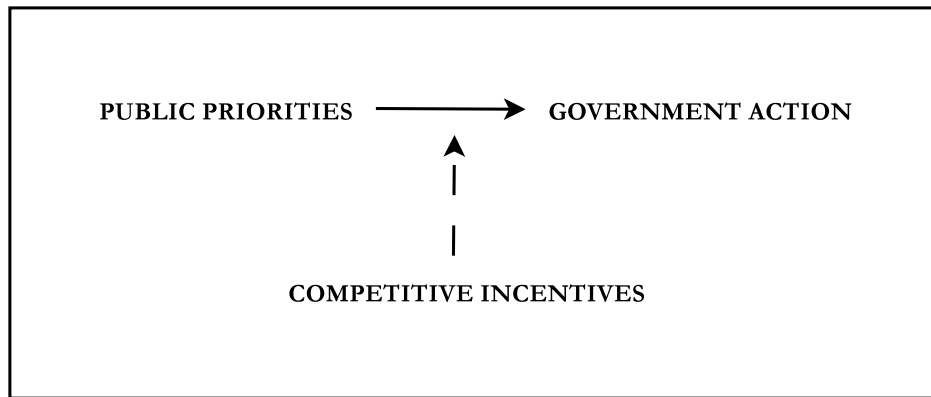 PUBLIC PRIORITIES GOVERNMENT ACTION
COMPETITIVE INCENTIVES